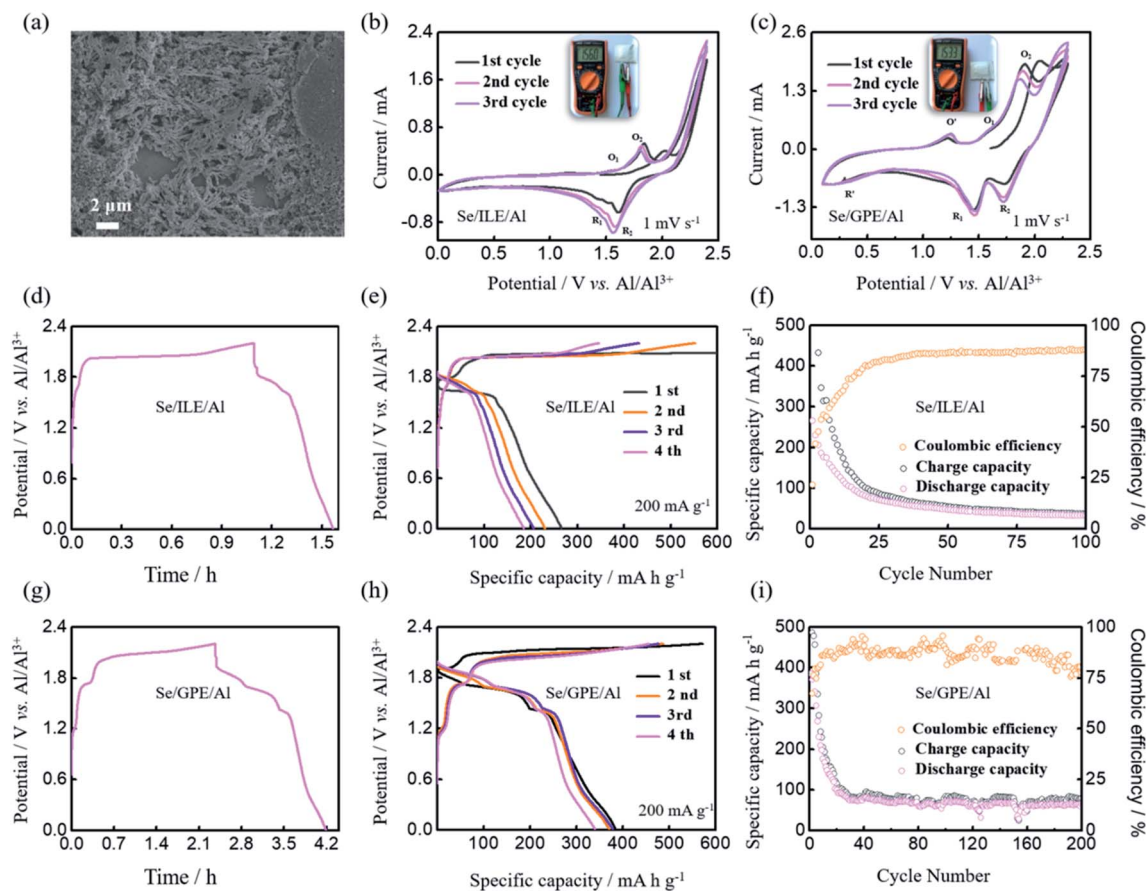 (a)
2 µm
(b)
2.4
1.6
0.8
0.0
-0.8
Current / mA
1st cycle
2nd cycle
3rd cycle
O₁
O₂
R₁
R₂
Se/ILE/Al
1 mV s⁻¹
0.0 0.5 1.0 1.5 2.0 2.5
Potential / V vs. Al/Al³⁺
(c)
2.6
1.3
0.0
-1.3
Current / mA
1st cycle
2nd cycle
3rd cycle
O'
O₁
O₂
R'
R₁
R₂
Se/GPE/Al
1 mV s⁻¹
0.0 0.5 1.0 1.5 2.0 2.5
Potential / V vs. Al/Al³⁺
(d)
2.4
1.8
1.2
0.6
0.0
Potential / V vs. Al/Al³⁺
Se/ILE/Al
0.0 0.3 0.6 0.9 1.2 1.5
Time / h
(e)
2.4
1.8
1.2
0.6
0.0
Potential / V vs. Al/Al³⁺
Se/ILE/Al
1 st
2 nd
3 rd
4 th
200 mA g⁻¹
100 200 300 400 500 600
Specific capacity / mA h g⁻¹
(f)
500
400
300
200
100
0
Specific capacity / mA h g⁻¹
Se/ILE/Al
Coulombic efficiency
Charge capacity
Discharge capacity
100
75
50
25
0
Coulombic efficiency / %
0 25 50 75 100
Cycle Number
(g)
2.4
1.8
1.2
0.6
0.0
Potential / V vs. Al/Al³⁺
Se/GPE/Al
0.0 0.7 1.4 2.1 2.8 3.5 4.2
Time / h
(h)
2.4
1.8
1.2
0.6
0.0
Potential / V vs. Al/Al³⁺
Se/GPE/Al
1 st
2 nd
3rd
4 th
200 mA g⁻¹
100 200 300 400 500 600
Specific capacity / mA h g⁻¹
(i)
500
400
300
200
100
0
Specific capacity / mA h g⁻¹
Se/GPE/Al
Coulombic efficiency
Charge capacity
Discharge capacity
100
75
50
25
0
Coulombic efficiency / %
0 40 80 120 160 200
Cycle Number